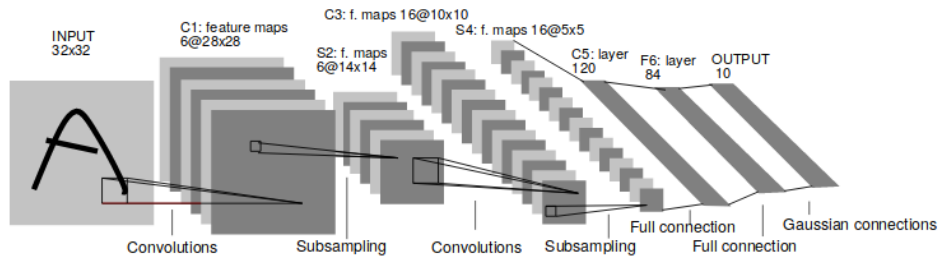 INPUT
32x32
C1: feature maps
6@28x28
S2: f. maps
6@14x14
C3: f. maps 16@10x10
S4: f. maps 16@5x5
C5: layer
120
F6: layer
84
OUTPUT
10
Convolutions
Subsampling
Convolutions
Subsampling
Full connection
Full connection
Gaussian connections